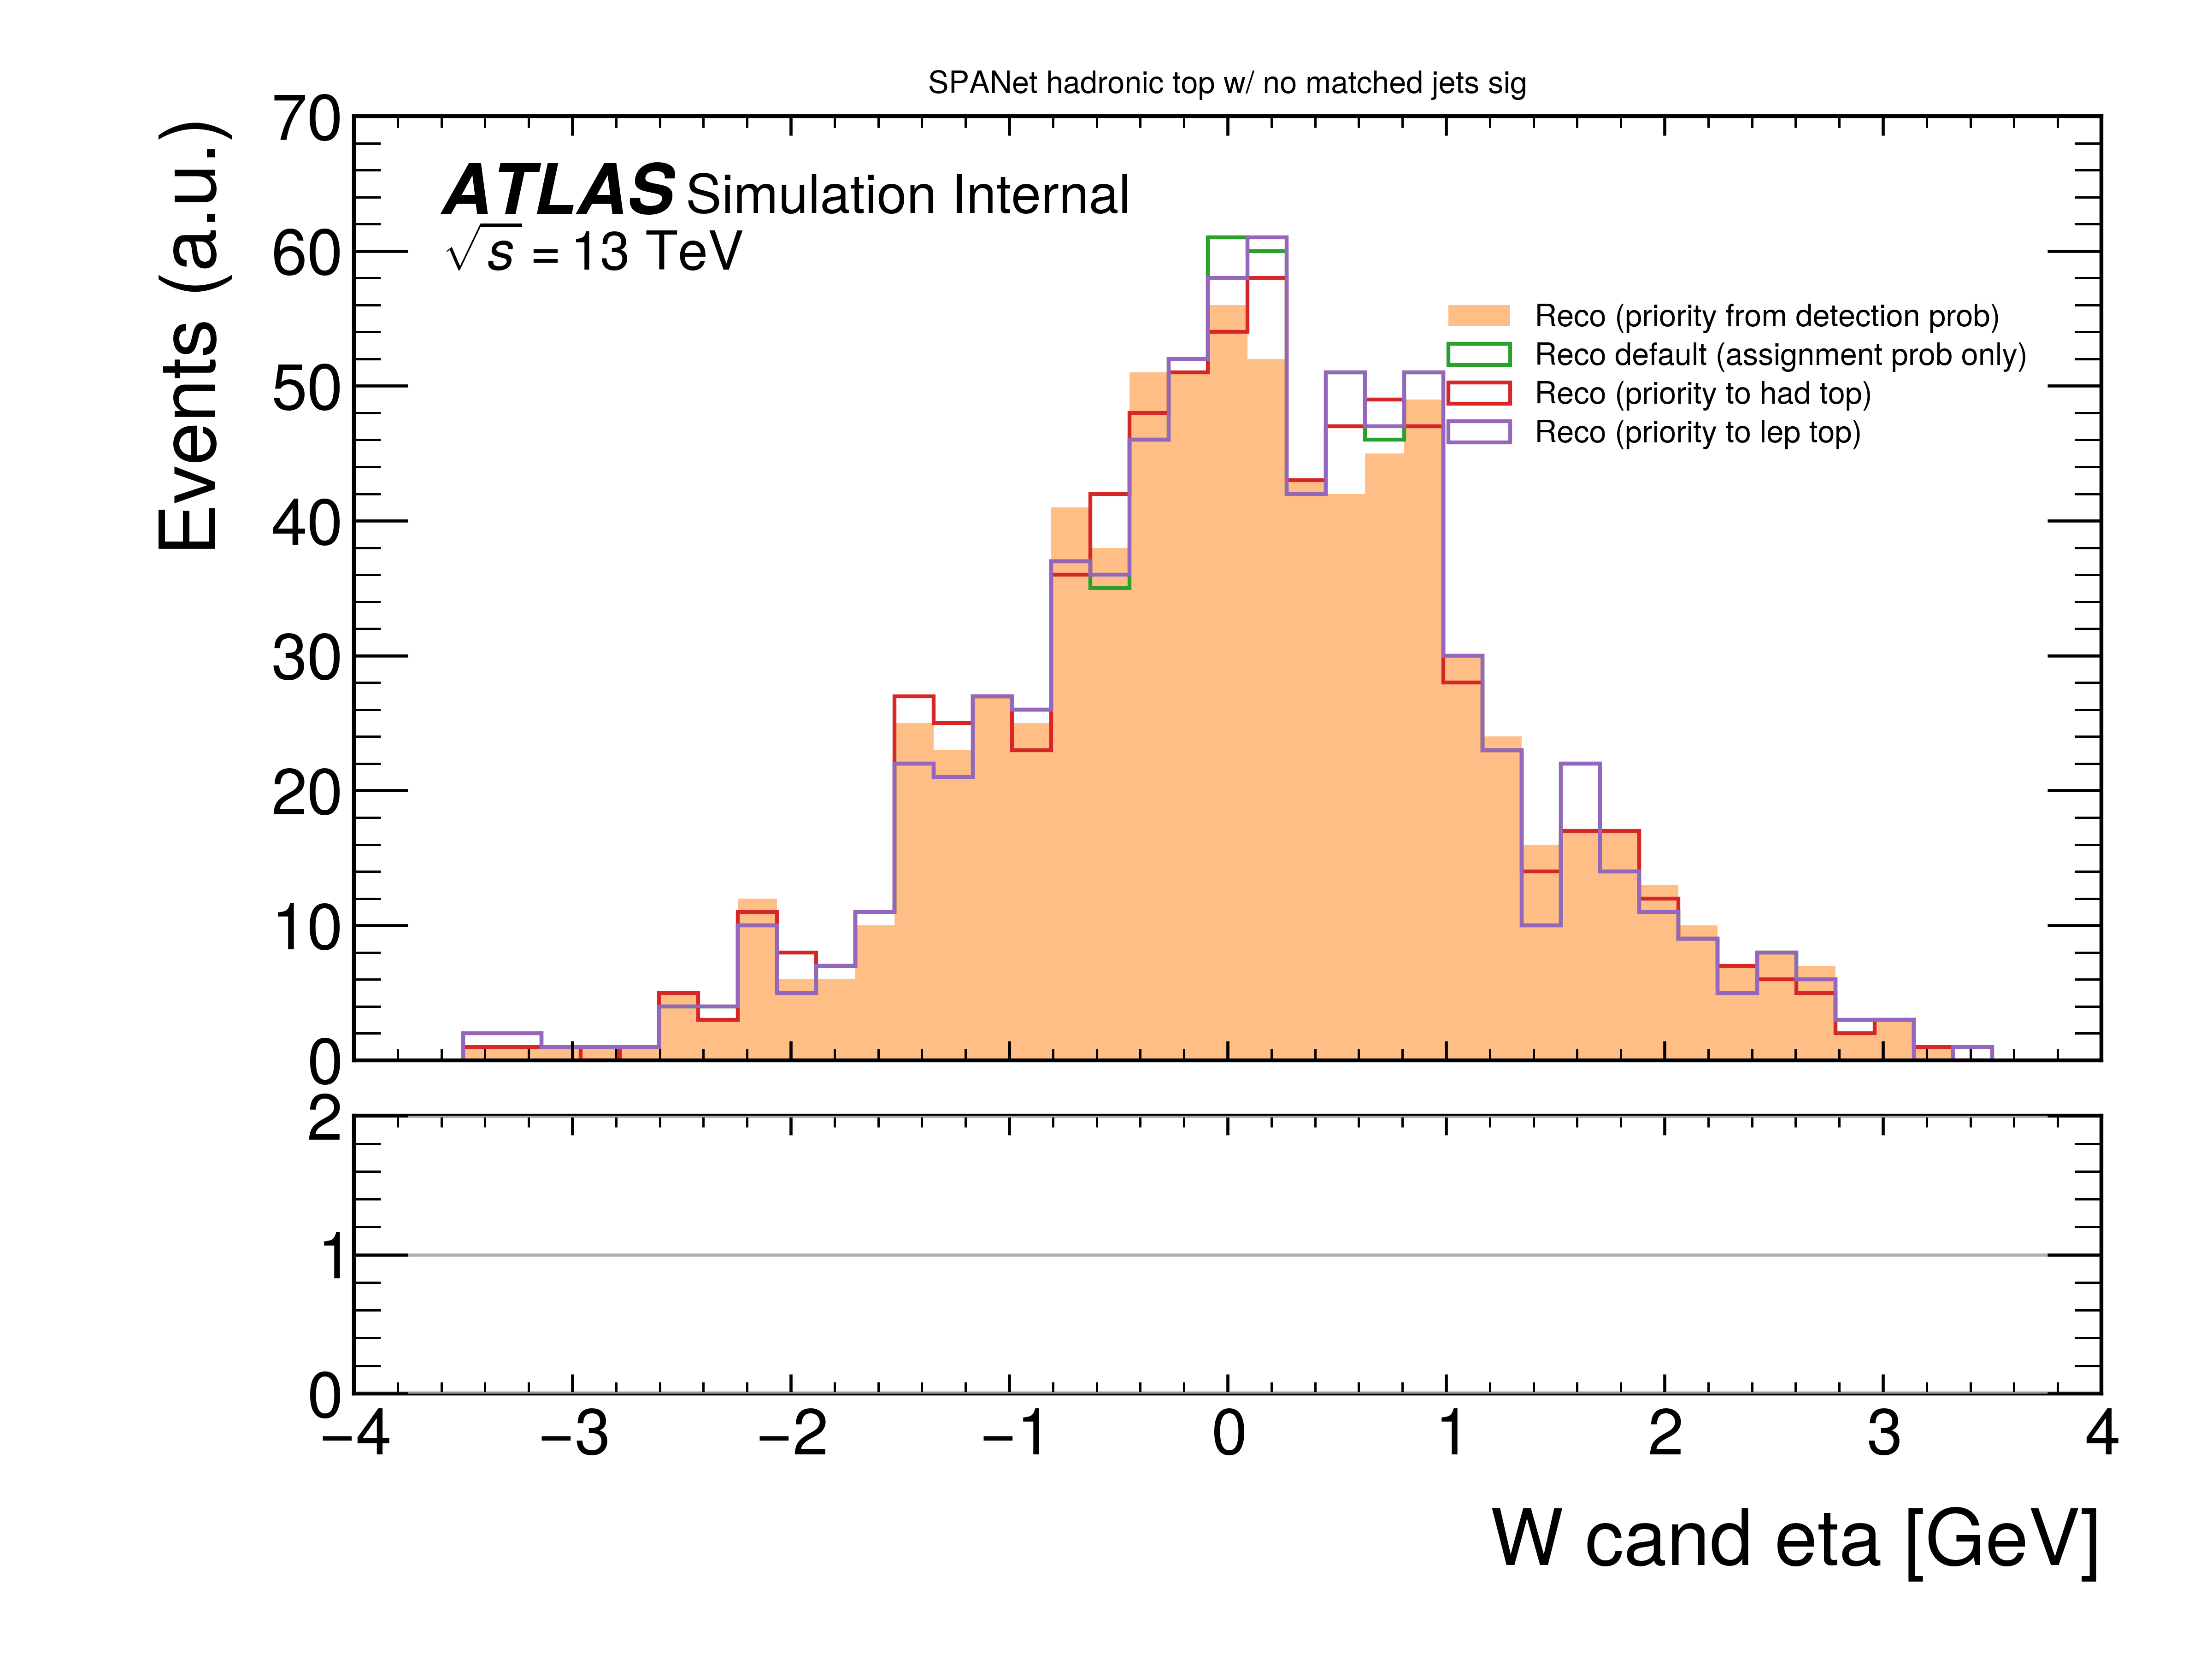 SPANet hadronic top w/ no matched jets sig
Events (a.u.)
70
60
50
40
30
20
10
0
ATLAS Simulation Internal
√s = 13 TeV
Reco (priority from detection prob)
Reco default (assignment prob only)
Reco (priority to had top)
Reco (priority to lep top)
2
1
0
−4 −3 −2 −1 0 1 2 3 4
W cand eta [GeV]